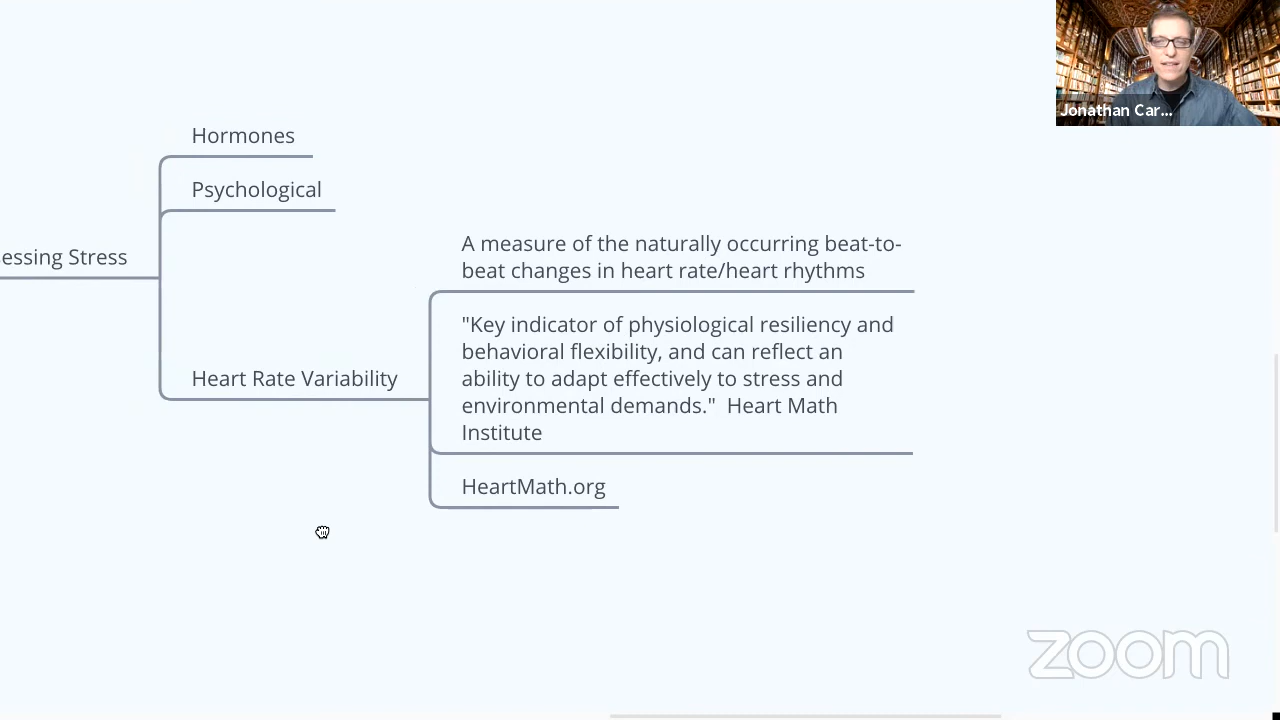 Jonathan Car...
Hormones
Psychological
essing Stress
A measure of the naturally occurring beat-to-
beat changes in heart rate/heart rhythms
"Key indicator of physiological resiliency and
behavioral flexibility, and can reflect an
ability to adapt effectively to stress and
environmental demands."  Heart Math
Institute
Heart Rate Variability
HeartMath.org
zoom